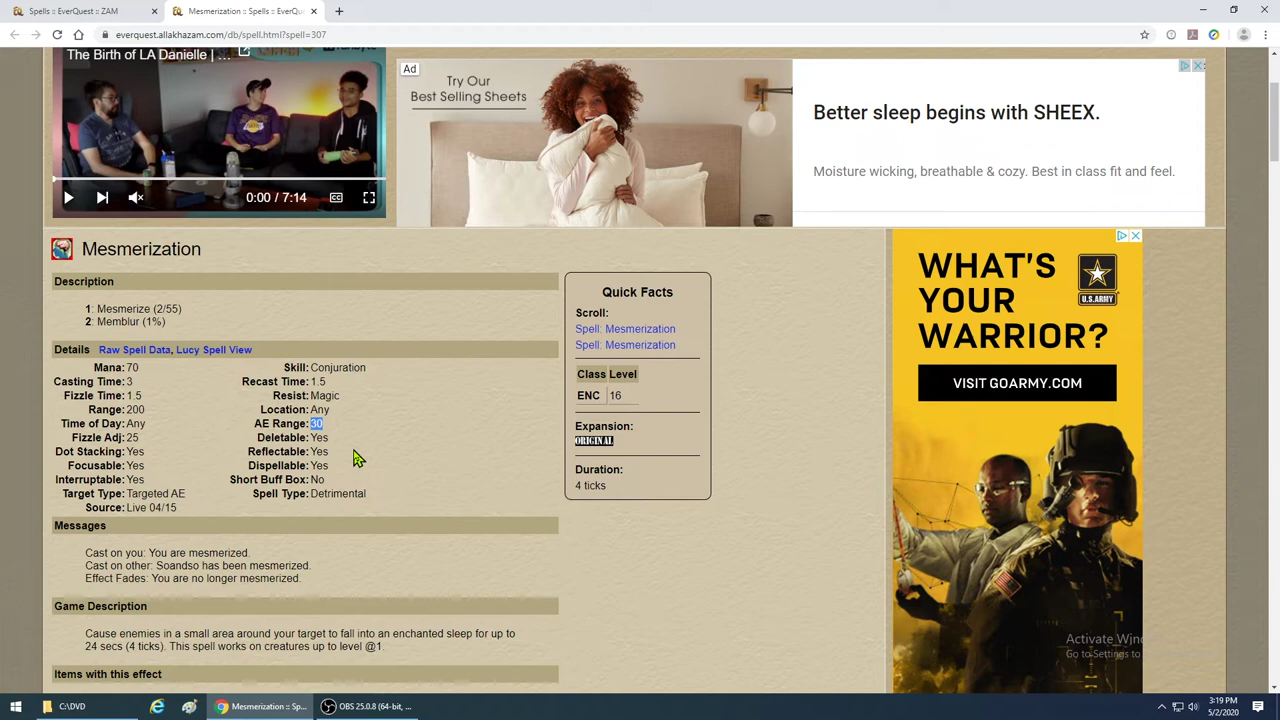 Spells :: EverQuest :: ZAM
Mesmerization :: Spells :: EverQ
everquest.allakhazam.com/db/spell.html?spell=307
The Birth of LA Danielle | ...
0:00 / 7:14
CC
Ad
Try Our
Best Selling Sheets
Better sleep begins with SHEEX.
Moisture wicking, breathable & cozy. Best in class fit and feel.
Mesmerization
Description
1: Mesmerize (2/55)
2: Memblur (1%)
Details Raw Spell Data, Lucy Spell View
Mana: 70 Skill: Conjuration
Casting Time: 3 Recast Time: 1.5
Fizzle Time: 1.5 Resist: Magic
Range: 200 Location: Any
Time of Day: Any AE Range: 30
Fizzle Adj: 25 Deletable: Yes
Dot Stacking: Yes Reflectable: Yes
Focusable: Yes Dispellable: Yes
Interruptable: Yes Short Buff Box: No
Target Type: Targeted AE Spell Type: Detrimental
Source: Live 04/15
Messages
Cast on you: You are mesmerized.
Cast on other: Soandso has been mesmerized.
Effect Fades: You are no longer mesmerized.
Game Description
Cause enemies in a small area around your target to fall into an enchanted sleep for up to
24 secs (4 ticks). This spell works on creatures up to level @1.
Items with this effect
Quick Facts
Scroll:
Spell: Mesmerization
Spell: Mesmerization
Class Level
ENC 16
Expansion:
ORIGINAL
Duration:
4 ticks
WHAT'S
YOUR
WARRIOR?
U.S.ARMY
VISIT GOARMY.COM
Activate Wind
Go to Settings to
C:\DVD
Mesmerization :: Sp...
OBS 25.0.8 (64-bit, ...
3:19 PM
5/2/2020